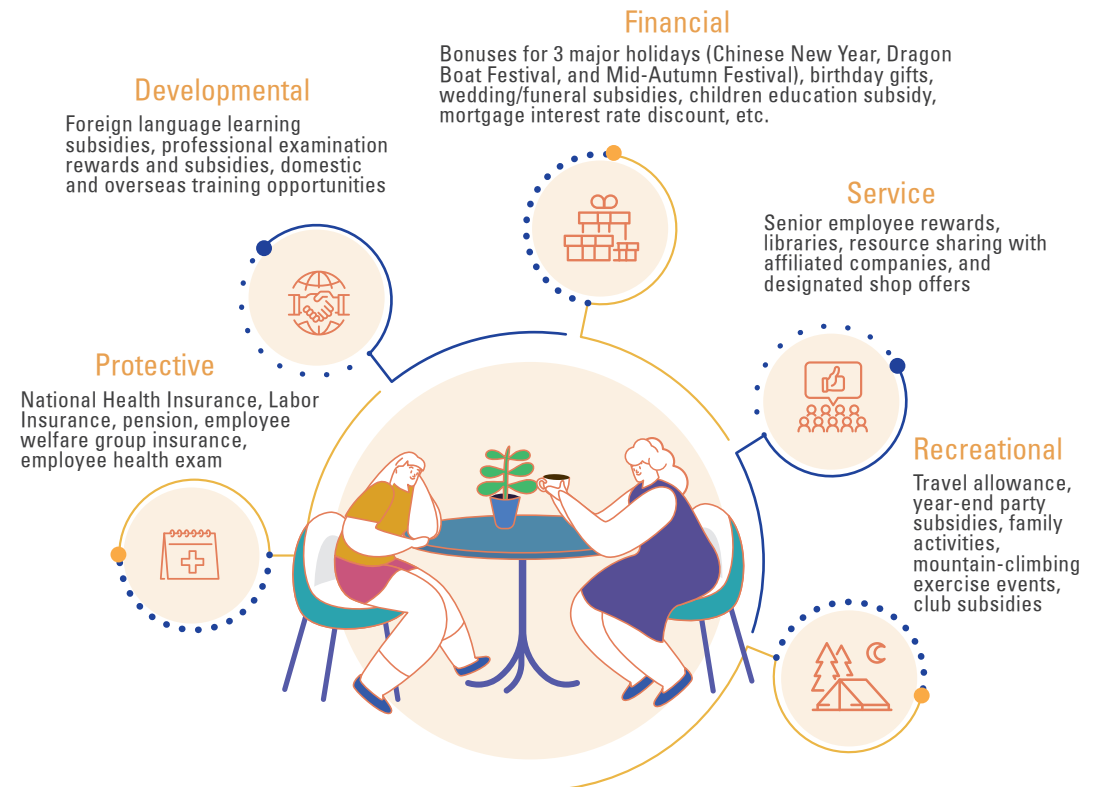 Financial
Bonuses for 3 major holidays (Chinese New Year, Dragon
Boat Festival, and Mid-Autumn Festival), birthday gifts,
wedding/funeral subsidies, children education subsidy,
mortgage interest rate discount, etc.
Developmental
Foreign language learning
subsidies, professional examination
rewards and subsidies, domestic
and overseas training opportunities
Service
Senior employee rewards,
libraries, resource sharing with
affiliated companies, and
designated shop offers
Protective
National Health Insurance, Labor
Insurance, pension, employee
welfare group insurance,
employee health exam
Recreational
Travel allowance,
year-end party
subsidies, family
activities,
mountain-climbing
exercise events,
club subsidies